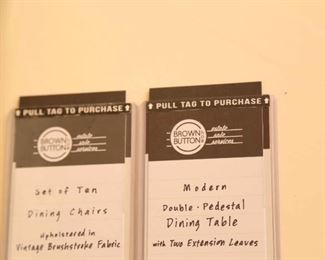 PULL TAG TO PURCHASE
BROWN
BUTTON
estate
sale
services
Set of Ten
Dining Chairs
Upholstered in
Vintage Brushstroke Fabric
PULL TAG TO PURCHASE
BROWN
BUTTON
estate
sale
services
Modern
Double-Pedestal
Dining Table
with Two Extension Leaves